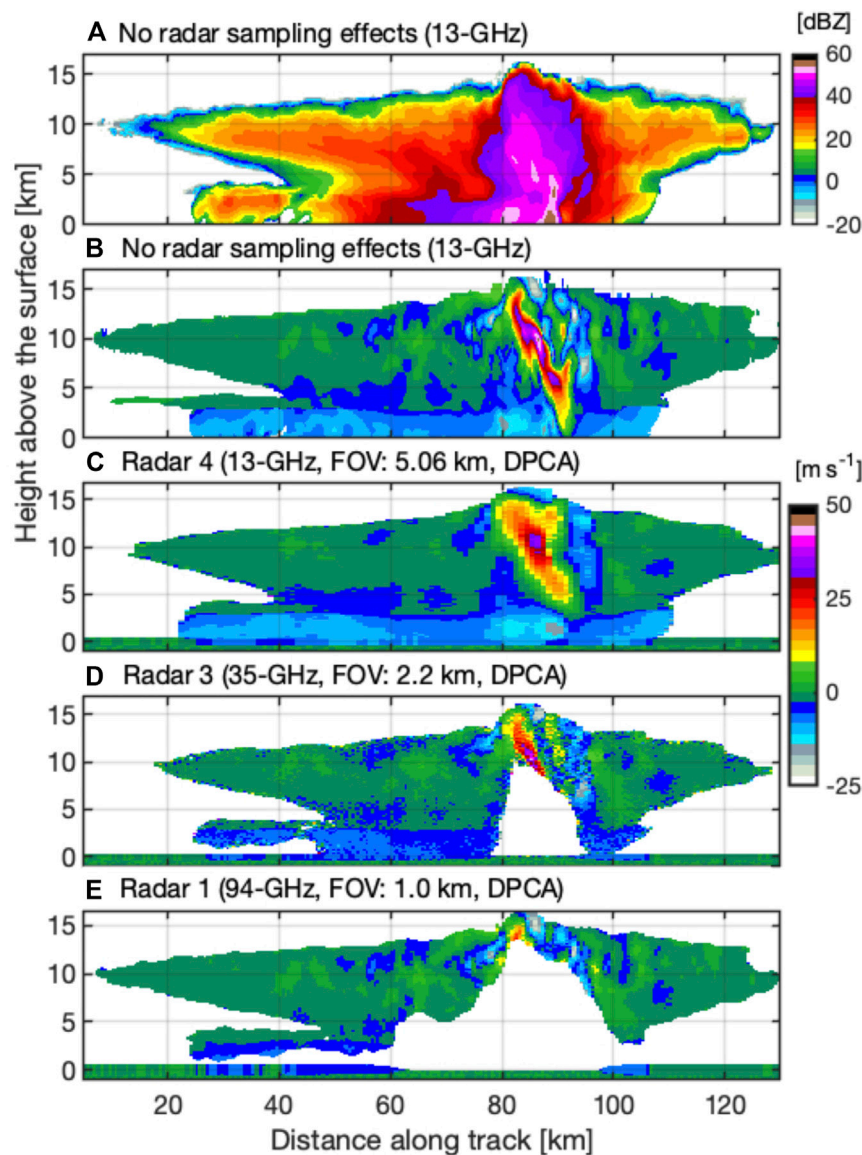 A No radar sampling effects (13-GHz)
[dBZ]
15
10
5
0
60
40
20
0
-20
B No radar sampling effects (13-GHz)
15
10
5
0
Height above the surface [km]
C Radar 4 (13-GHz, FOV: 5.06 km, DPCA)
[m s⁻¹]
15
10
5
0
50
25
0
-25
D Radar 3 (35-GHz, FOV: 2.2 km, DPCA)
15
10
5
0
E Radar 1 (94-GHz, FOV: 1.0 km, DPCA)
15
10
5
0
20 40 60 80 100 120
Distance along track [km]